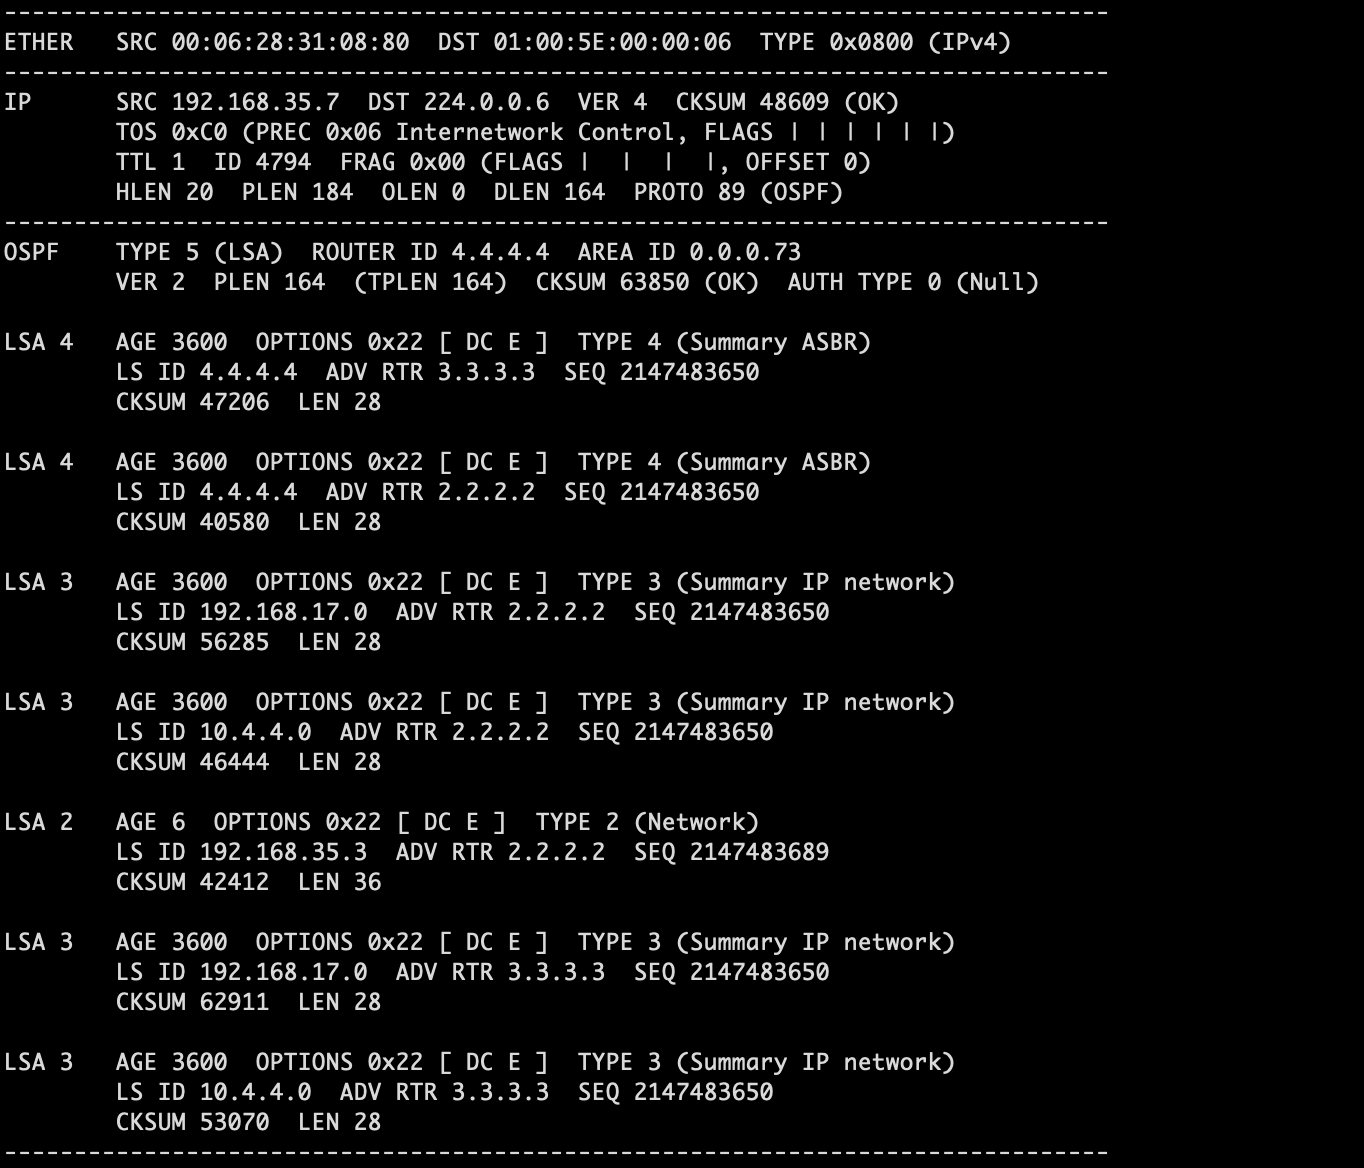 -------------------------------------------------------------------------------
ETHER   SRC 00:06:28:31:08:80  DST 01:00:5E:00:00:06  TYPE 0x0800 (IPv4)
-------------------------------------------------------------------------------
IP      SRC 192.168.35.7  DST 224.0.0.6  VER 4  CKSUM 48609 (OK)
        TOS 0xC0 (PREC 0x06 Internetwork Control, FLAGS | | | | | |)
        TTL 1  ID 4794  FRAG 0x00 (FLAGS |  |  |  |, OFFSET 0)
        HLEN 20  PLEN 184  OLEN 0  DLEN 164  PROTO 89 (OSPF)
-------------------------------------------------------------------------------
OSPF    TYPE 5 (LSA)  ROUTER ID 4.4.4.4  AREA ID 0.0.0.73
        VER 2  PLEN 164  (TPLEN 164)  CKSUM 63850 (OK)  AUTH TYPE 0 (Null)

LSA 4   AGE 3600  OPTIONS 0x22 [ DC E ]  TYPE 4 (Summary ASBR)
        LS ID 4.4.4.4  ADV RTR 3.3.3.3  SEQ 2147483650
        CKSUM 47206  LEN 28

LSA 4   AGE 3600  OPTIONS 0x22 [ DC E ]  TYPE 4 (Summary ASBR)
        LS ID 4.4.4.4  ADV RTR 2.2.2.2  SEQ 2147483650
        CKSUM 40580  LEN 28

LSA 3   AGE 3600  OPTIONS 0x22 [ DC E ]  TYPE 3 (Summary IP network)
        LS ID 192.168.17.0  ADV RTR 2.2.2.2  SEQ 2147483650
        CKSUM 56285  LEN 28

LSA 3   AGE 3600  OPTIONS 0x22 [ DC E ]  TYPE 3 (Summary IP network)
        LS ID 10.4.4.0  ADV RTR 2.2.2.2  SEQ 2147483650
        CKSUM 46444  LEN 28

LSA 2   AGE 6  OPTIONS 0x22 [ DC E ]  TYPE 2 (Network)
        LS ID 192.168.35.3  ADV RTR 2.2.2.2  SEQ 2147483689
        CKSUM 42412  LEN 36

LSA 3   AGE 3600  OPTIONS 0x22 [ DC E ]  TYPE 3 (Summary IP network)
        LS ID 192.168.17.0  ADV RTR 3.3.3.3  SEQ 2147483650
        CKSUM 62911  LEN 28

LSA 3   AGE 3600  OPTIONS 0x22 [ DC E ]  TYPE 3 (Summary IP network)
        LS ID 10.4.4.0  ADV RTR 3.3.3.3  SEQ 2147483650
        CKSUM 53070  LEN 28
-------------------------------------------------------------------------------